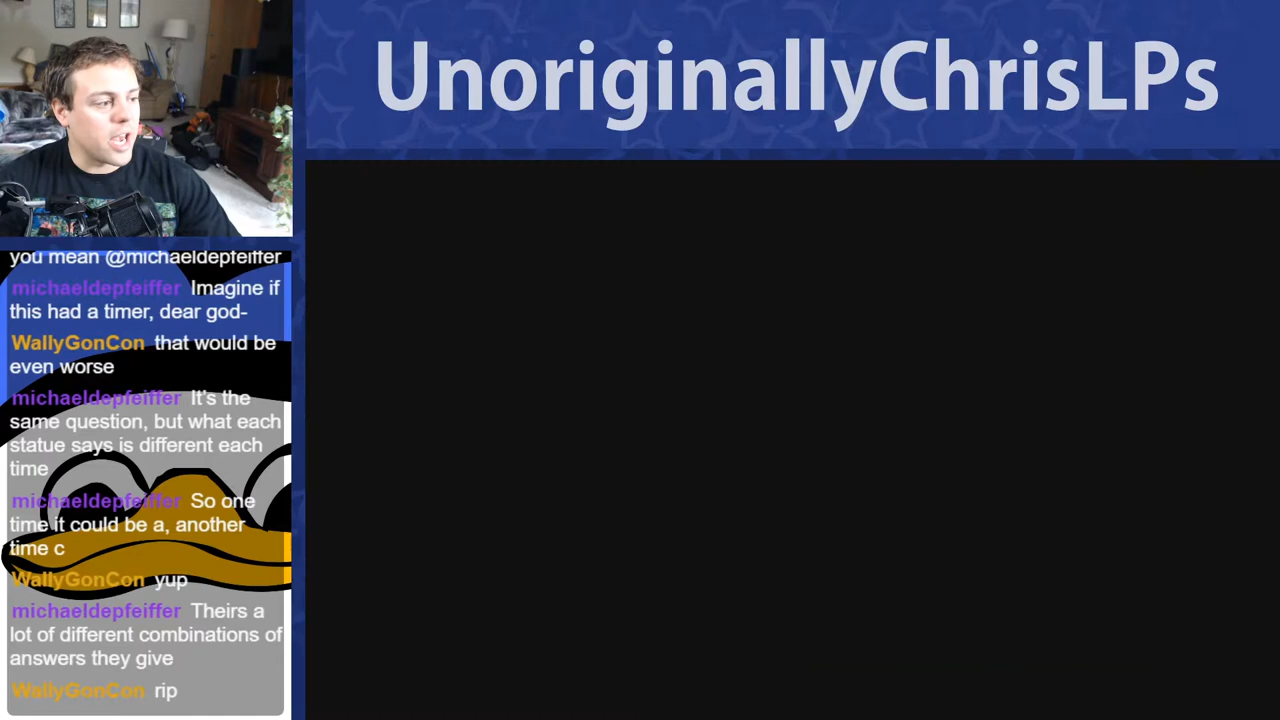 UnoriginallyChrisLPs
you mean @michaeldepfeiffer
michaeldepfeiffer Imagine if
this had a timer, dear god-
WallyGonCon that would be
even worse
michaeldepfeiffer It's the
same question, but what each
statue says is different each
time
michaeldepfeiffer So one
time it could be a, another
time c
WallyGonCon yup
michaeldepfeiffer Theirs a
lot of different combinations of
answers they give
WallyGonCon rip